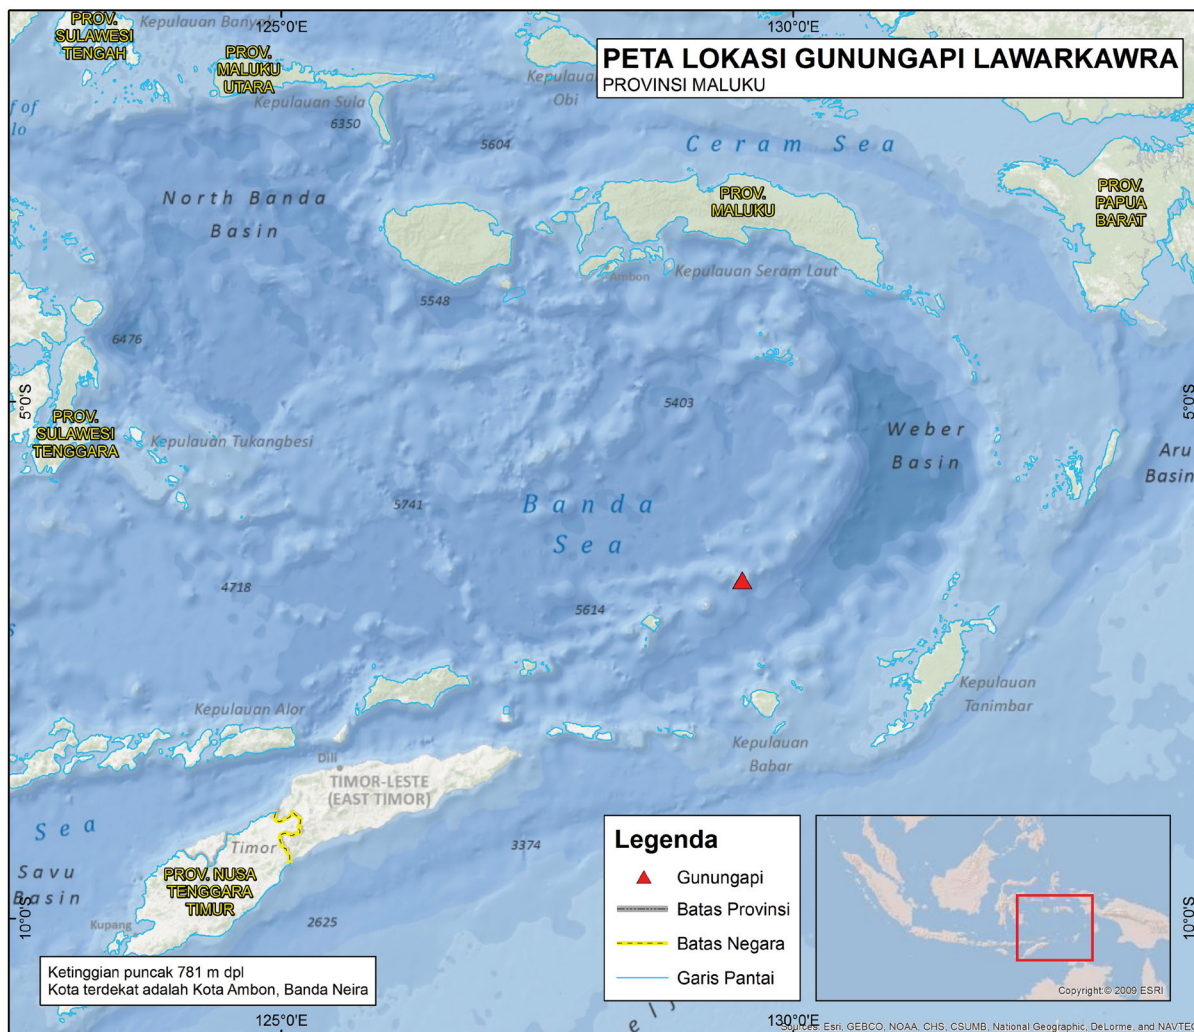 125°0'E
130°0'E
PETA LOKASI GUNUNGAPI LAWARKAWRA
PROVINSI MALUKU
PROV.
SULAWESI
TENGAH
Kepulauan Banyak
PROV.
MALUKU
UTARA
Kepulauan Sula
Kepulauan
Obi
6350
5604
Ceram Sea
North Banda
Basin
PROV.
MALUKU
PROV.
PAPUA
BARAT
Ambon
Kepulauan Seram Laut
5548
6476
5°0'S
5°0'S
5403
PROV.
SULAWESI
TENGGARA
Kepulauan Tukangbesi
Weber
Basin
Aru
Basin
Banda
Sea
5741
4718
5614
Kepulauan Alor
Kepulauan
Tanimbar
Kepulauan
Babar
Dili
TIMOR-LESTE
(EAST TIMOR)
Sea
Timor
3374
Savu
Basin
PROV. NUSA
TENGGARA
TIMUR
Kupang
2625
10°0'S
10°0'S
Legenda
Gunungapi
Batas Provinsi
Batas Negara
Garis Pantai
Copyright:© 2009 ESRI
Ketinggian puncak 781 m dpl
Kota terdekat adalah Kota Ambon, Banda Neira
125°0'E
130°0'E
Sources: Esri, GEBCO, NOAA, CHS, CSUMB, National Geographic, DeLorme, and NAVTEQ